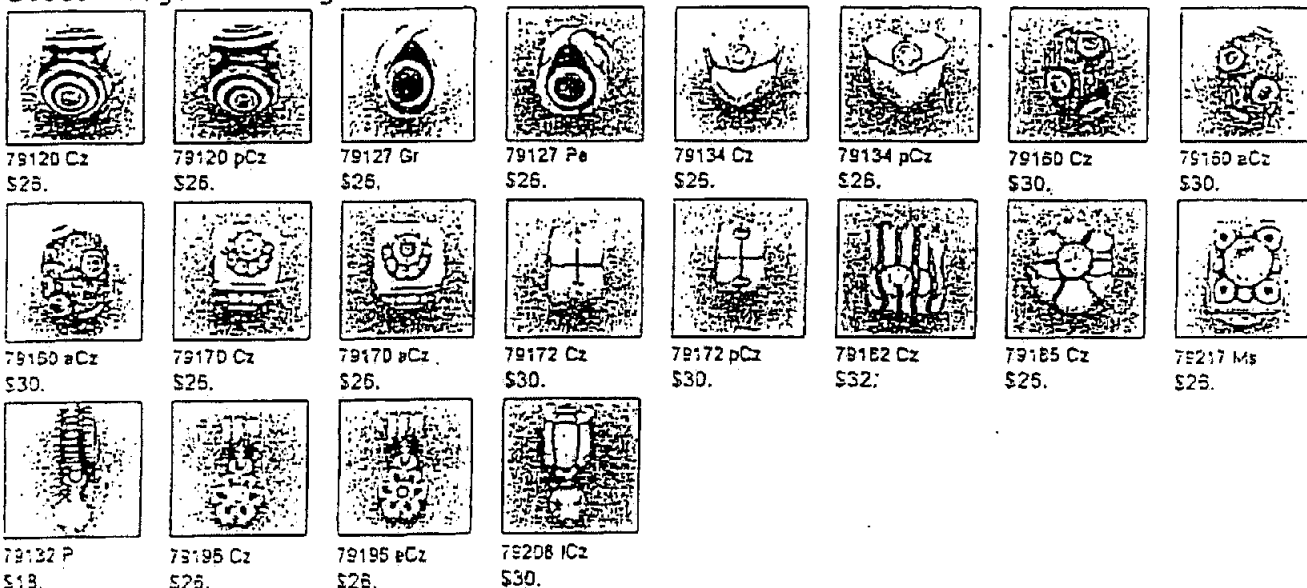 79120 Cz 79120 pCz 79127 Gr 79127 Pe 79134 Cz 79134 pCz 79160 Cz 79160 aCz
$26. $26. $26. $26. $26. $26. $30. $30.
79160 aCz 79170 Cz 79170 aCz 79172 Cz 79172 pCz 79182 Cz 79185 Cz 79217 Ms
$30. $26. $26. $30. $30. $32. $26. $26.
79132 P 79195 Cz 79195 aCz 79208 lCz
$18. $26. $26. $30.